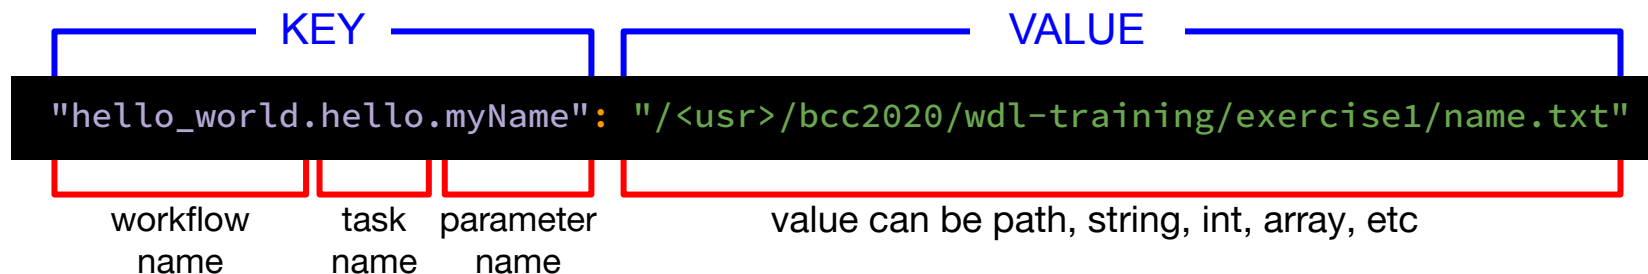 KEY VALUE
"hello_world.hello.myName": "/<usr>/bcc2020/wdl-training/exercise1/name.txt"
workflow name
task name
parameter name
value can be path, string, int, array, etc